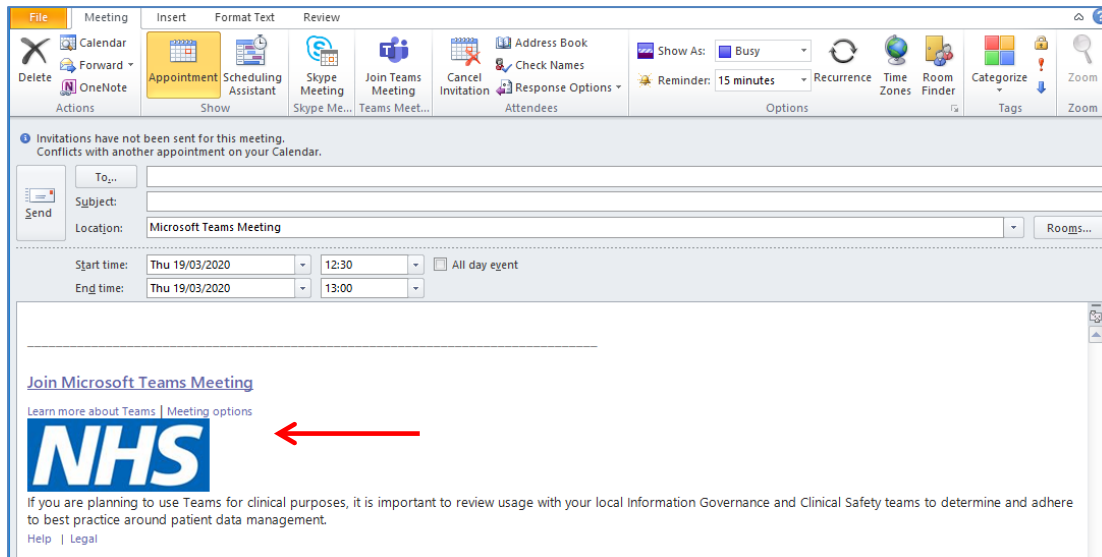 File Meeting Insert Format Text Review
Calendar
Forward
OneNote
Delete
Actions
Appointment
Scheduling
Assistant
Show
Skype
Meeting
Skype Me...
Join Teams
Meeting
Teams Meet...
Cancel
Invitation
Address Book
Check Names
Response Options
Attendees
Show As: Busy
Reminder: 15 minutes
Recurrence
Time
Zones
Room
Finder
Options
Categorize
Tags
Zoom
Zoom
Invitations have not been sent for this meeting.
Conflicts with another appointment on your Calendar.
Send
To...
Subject:
Location: Microsoft Teams Meeting Rooms...
Start time: Thu 19/03/2020 12:30 All day event
End time: Thu 19/03/2020 13:00
________________________________________________________________________________
Join Microsoft Teams Meeting
Learn more about Teams | Meeting options
NHS
If you are planning to use Teams for clinical purposes, it is important to review usage with your local Information Governance and Clinical Safety teams to determine and adhere
to best practice around patient data management.
Help | Legal